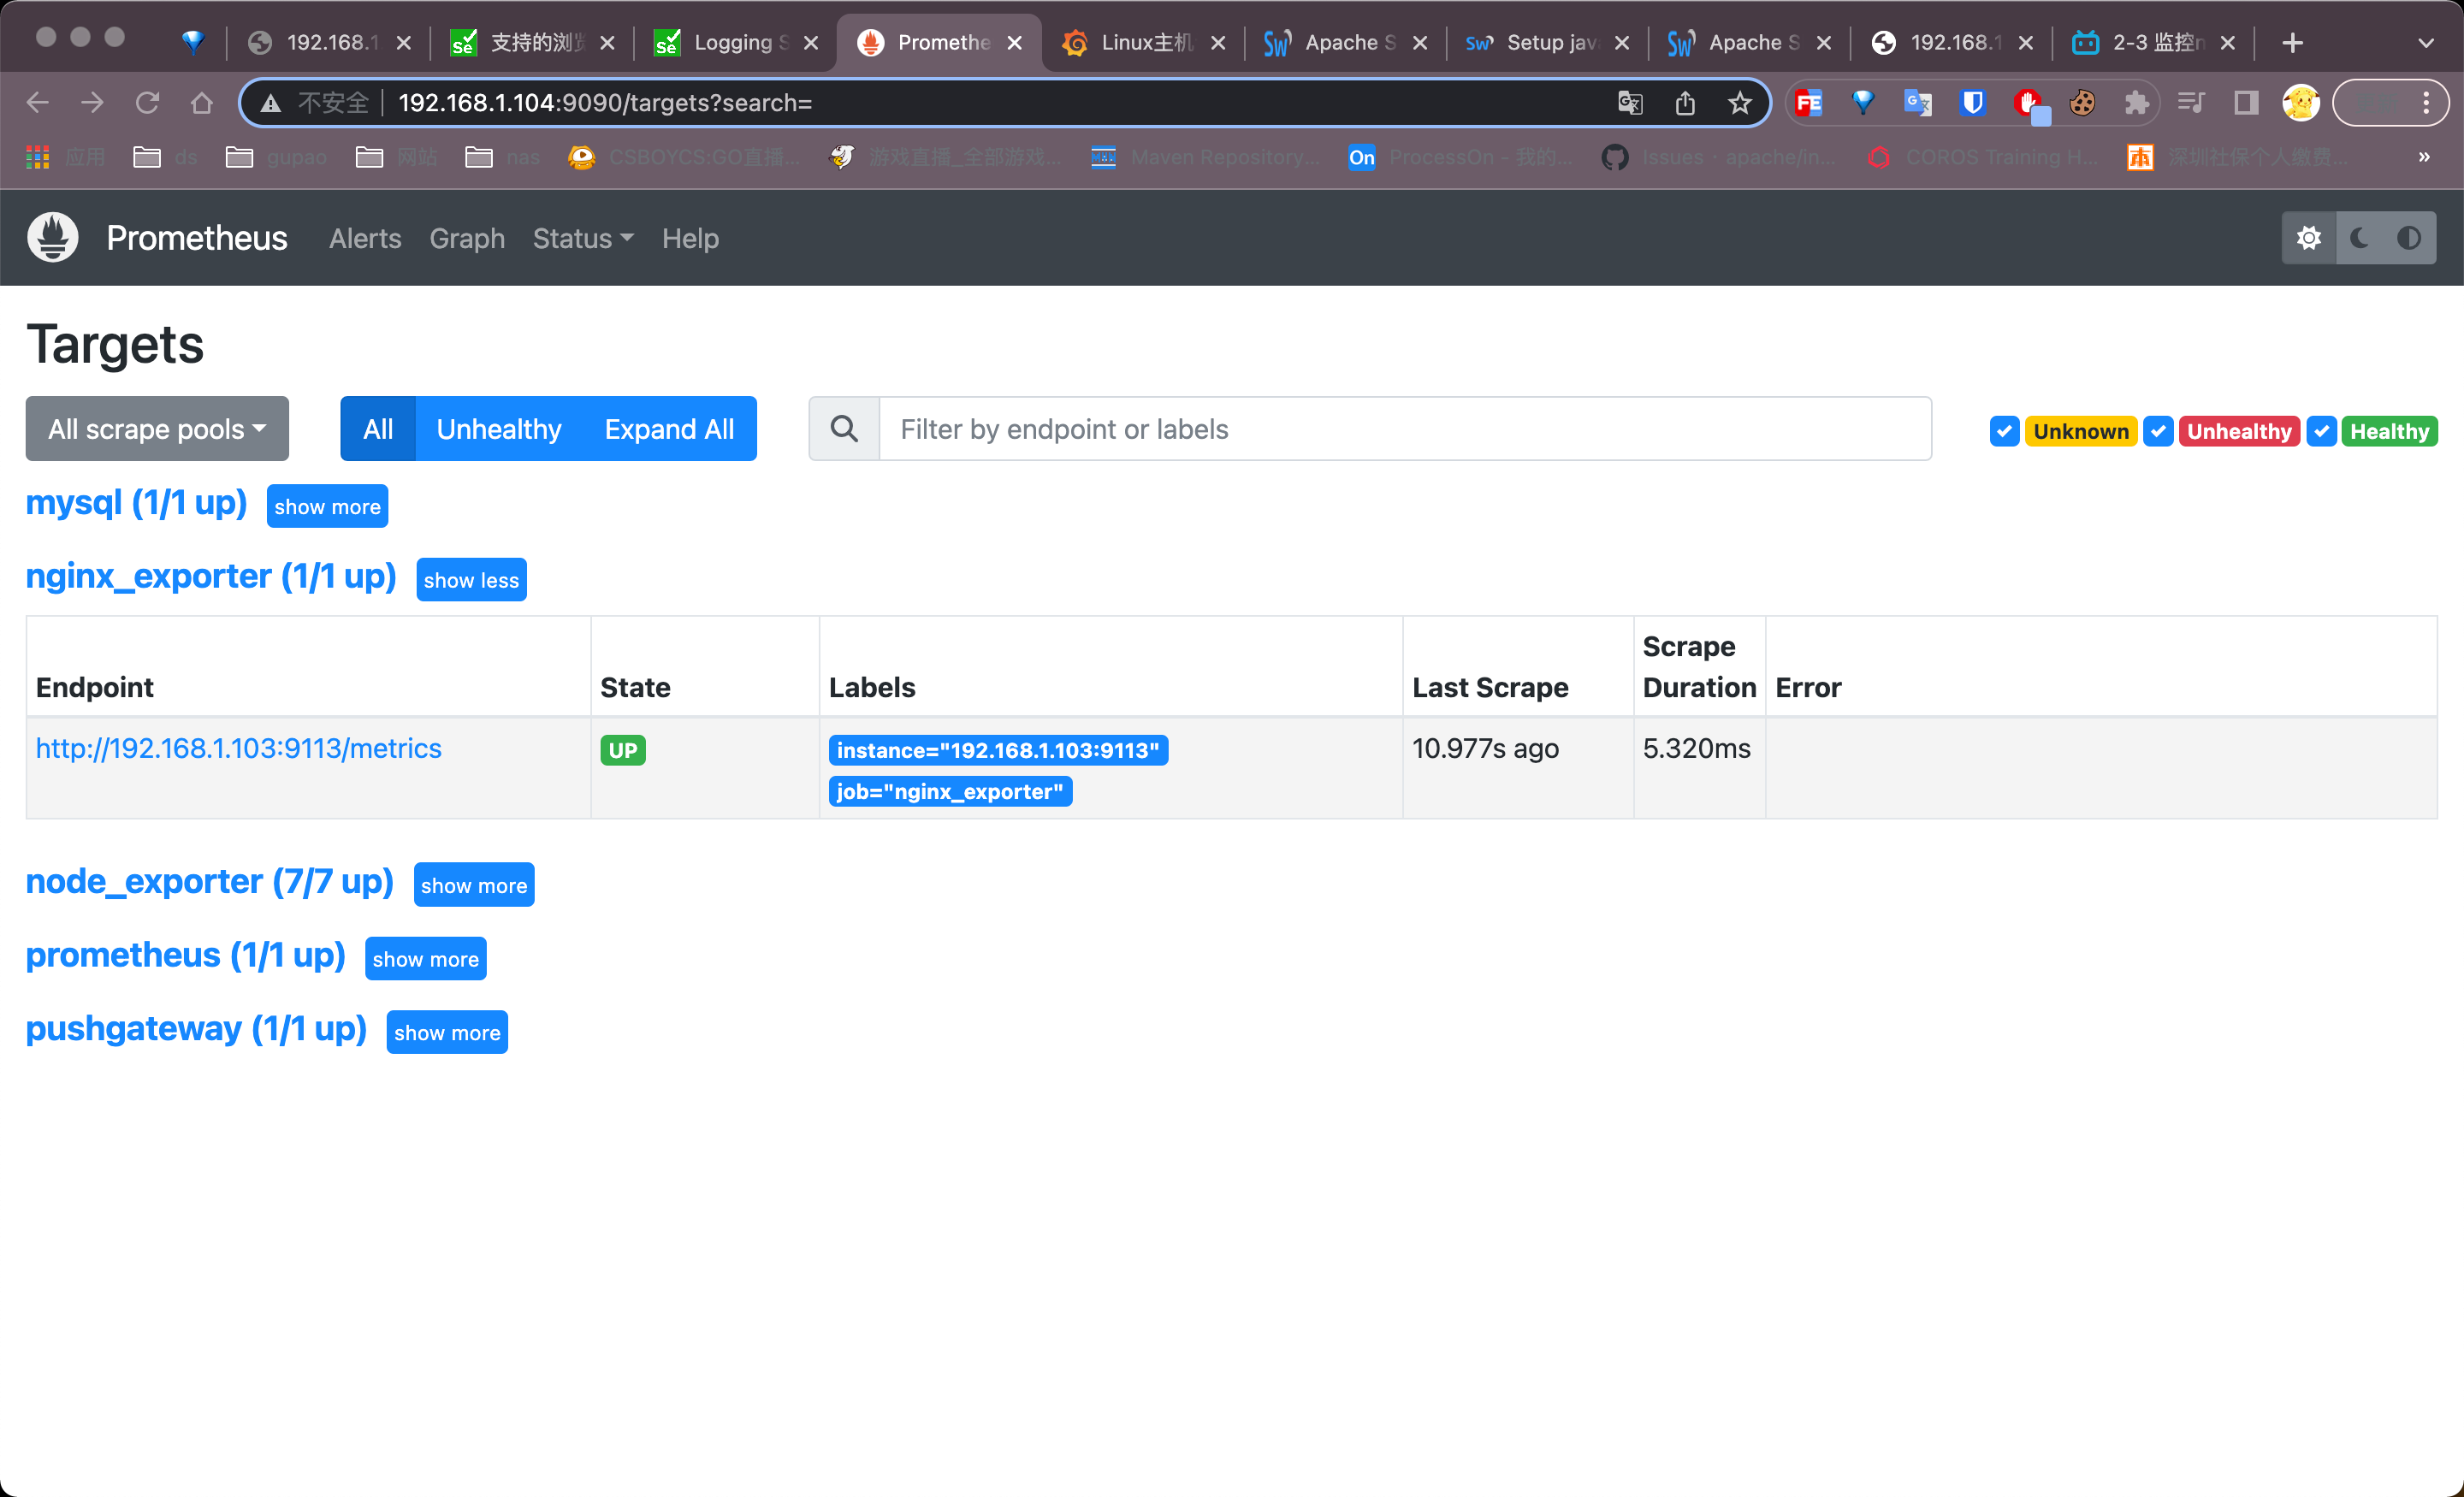 192.168.1
支持的浏览
Logging S
Promethe
Linux主机
Apache S
Setup java
Apache S
192.168.1
2-3 监控n
不安全
192.168.1.104:9090/targets?search=
应用
ds
gupao
网站
nas
CSBOYCS:GO直播...
游戏直播_全部游戏...
Maven Repository...
On
ProcessOn - 我的...
Issues · apache/in...
COROS Training H...
深圳社保个人缴费...
»
Prometheus
Alerts
Graph
Status
Help
Targets
All scrape pools
All
Unhealthy
Expand All
Filter by endpoint or labels
Unknown
Unhealthy
Healthy
mysql (1/1 up)
show more
nginx_exporter (1/1 up)
show less
Endpoint
State
Labels
Last Scrape
Scrape
Duration
Error
http://192.168.1.103:9113/metrics
UP
instance="192.168.1.103:9113"
job="nginx_exporter"
10.977s ago
5.320ms
node_exporter (7/7 up)
show more
prometheus (1/1 up)
show more
pushgateway (1/1 up)
show more